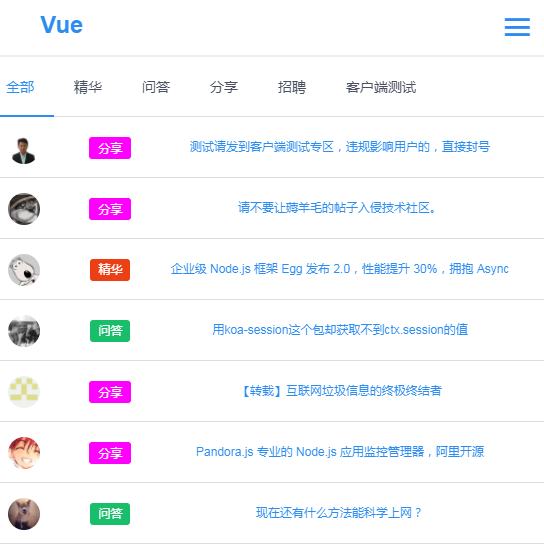 Vue
全部 精华 问答 分享 招聘 客户端测试
分享 测试请发到客户端测试专区，违规影响用户的，直接封号
分享 请不要让薅羊毛的帖子入侵技术社区。
精华 企业级 Node.js 框架 Egg 发布 2.0，性能提升 30%，拥抱 Async
问答 用koa-session这个包却获取不到ctx.session的值
分享 【转载】互联网垃圾信息的终极终结者
分享 Pandora.js 专业的 Node.js 应用监控管理器，阿里开源
问答 现在还有什么方法能科学上网？